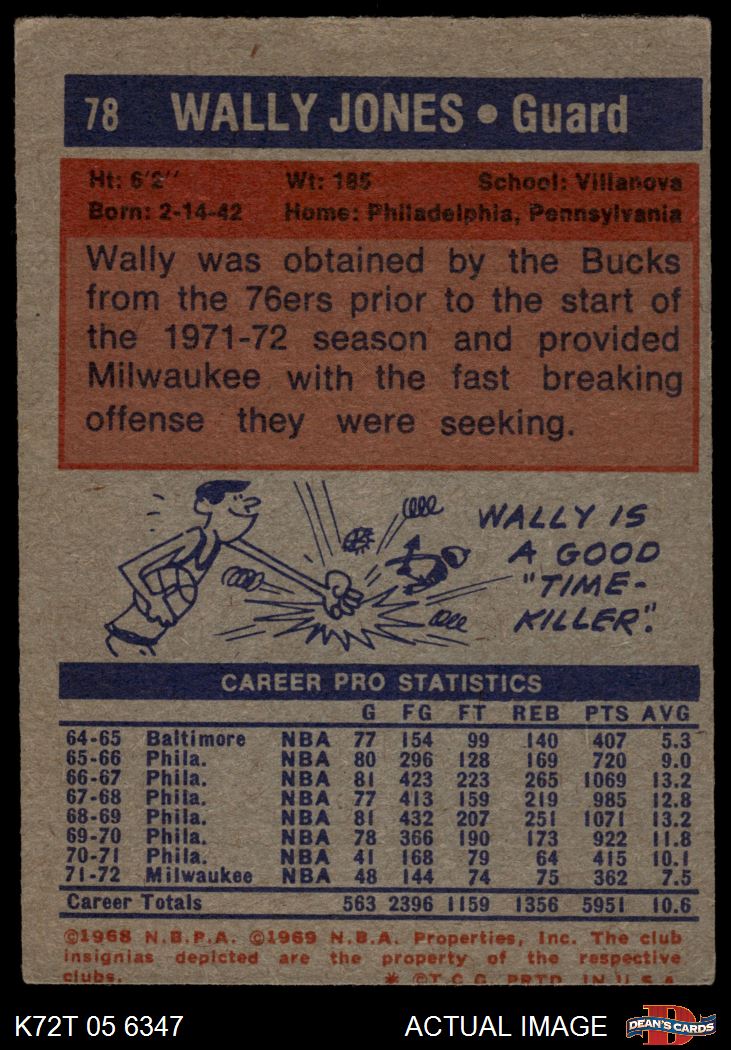 78 WALLY JONES • Guard
Ht: 6'2" Wt: 185 School: Villanova
Born: 2-14-42 Home: Philadelphia, Pennsylvania
Wally was obtained by the Bucks
from the 76ers prior to the start of
the 1971-72 season and provided
Milwaukee with the fast breaking
offense they were seeking.
WALLY IS
A GOOD
"TIME-
KILLER".
CAREER PRO STATISTICS
G FG FT REB PTS AVG
64-65 Baltimore NBA 77 154 99 140 407 5.3
65-66 Phila. NBA 80 296 128 169 720 9.0
66-67 Phila. NBA 81 423 223 265 1069 13.2
67-68 Phila. NBA 77 413 159 219 985 12.8
68-69 Phila. NBA 81 432 207 251 1071 13.2
69-70 Phila. NBA 78 366 190 173 922 11.8
70-71 Phila. NBA 41 168 79 64 415 10.1
71-72 Milwaukee NBA 48 144 74 75 362 7.5
Career Totals 563 2396 1159 1356 5951 10.6
©1968 N.B.P.A. ©1969 N.B.A. Properties, Inc. The club
insignias depicted are the property of the respective
clubs. * ©T.C.G. PRTD. IN U.S.A.
K72T 05 6347 ACTUAL IMAGE DEAN'S CARDS